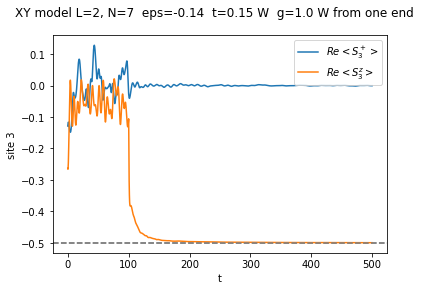 XY model L=2, N=7 eps=-0.14 t=0.15 W g=1.0 W from one end
Re<S₃⁺>
Re<S₃ᶻ>
0.1
0.0
−0.1
−0.2
−0.3
−0.4
−0.5
site 3
0 100 200 300 400 500
t